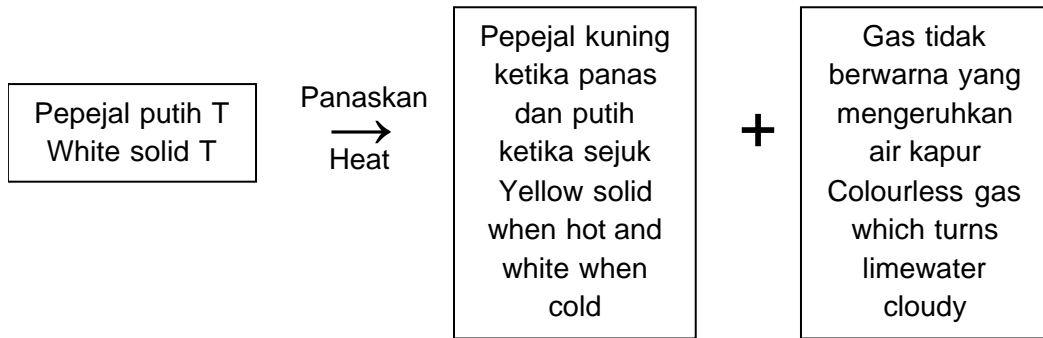 Pepejal putih T
White solid T
Panaskan
→
Heat
Pepejal kuning
ketika panas
dan putih
ketika sejuk
Yellow solid
when hot and
white when
cold
+
Gas tidak
berwarna yang
mengeruhkan
air kapur
Colourless gas
which turns
limewater
cloudy